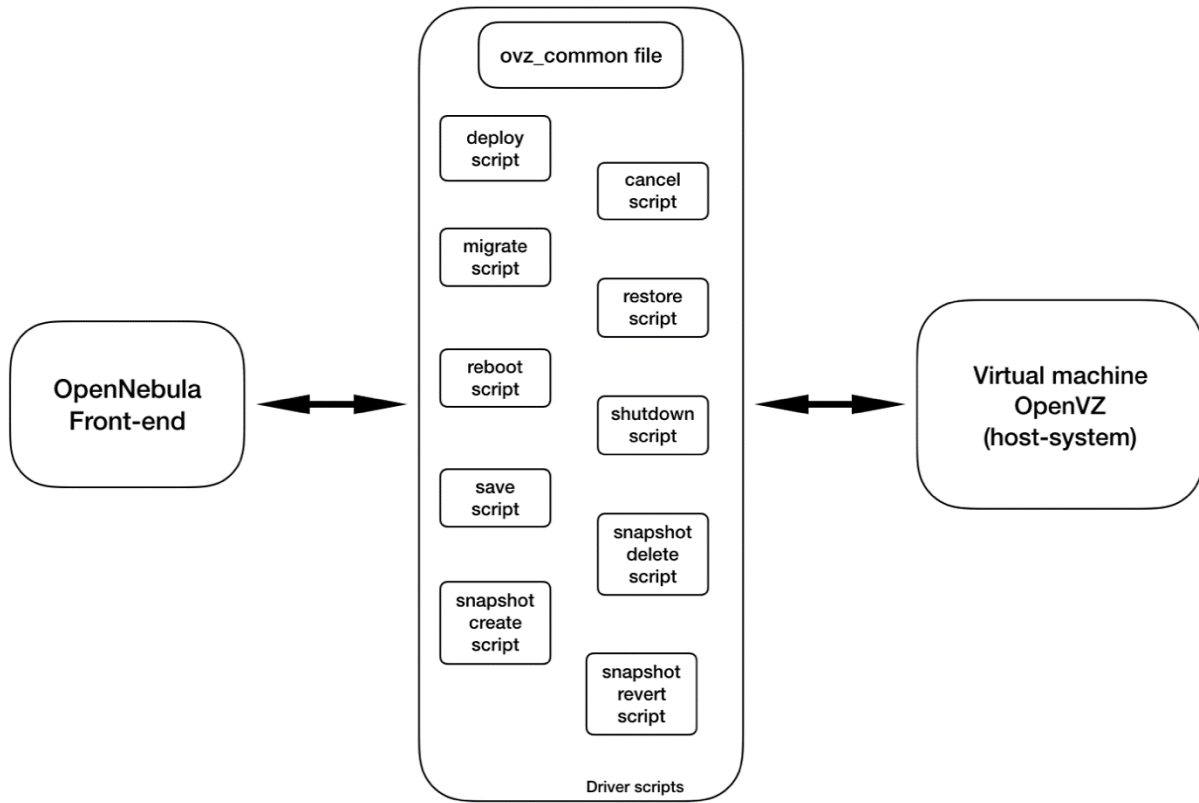 ovz_common file
deploy
script
cancel
script
migrate
script
restore
script
reboot
script
shutdown
script
save
script
snapshot
delete
script
snapshot
create
script
snapshot
revert
script
Driver scripts
OpenNebula
Front-end
Virtual machine
OpenVZ
(host-system)